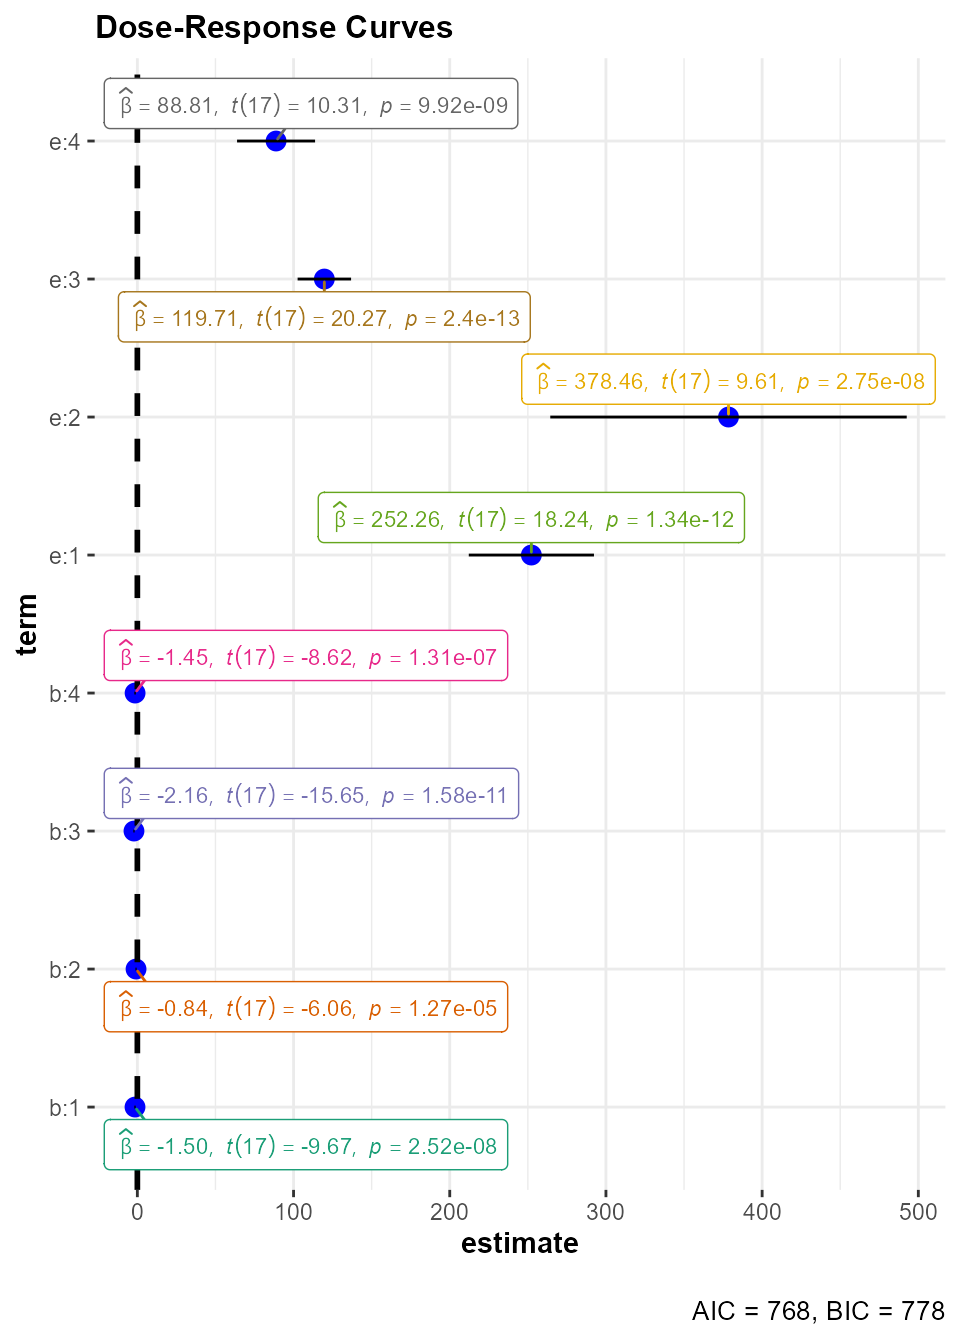 Dose-Response Curves
β̂ = 88.81, t(17) = 10.31, p = 9.92e-09
e:4
e:3
β̂ = 119.71, t(17) = 20.27, p = 2.4e-13
β̂ = 378.46, t(17) = 9.61, p = 2.75e-08
e:2
β̂ = 252.26, t(17) = 18.24, p = 1.34e-12
e:1
term
β̂ = -1.45, t(17) = -8.62, p = 1.31e-07
b:4
β̂ = -2.16, t(17) = -15.65, p = 1.58e-11
b:3
b:2
β̂ = -0.84, t(17) = -6.06, p = 1.27e-05
b:1
β̂ = -1.50, t(17) = -9.67, p = 2.52e-08
0 100 200 300 400 500
estimate
AIC = 768, BIC = 778